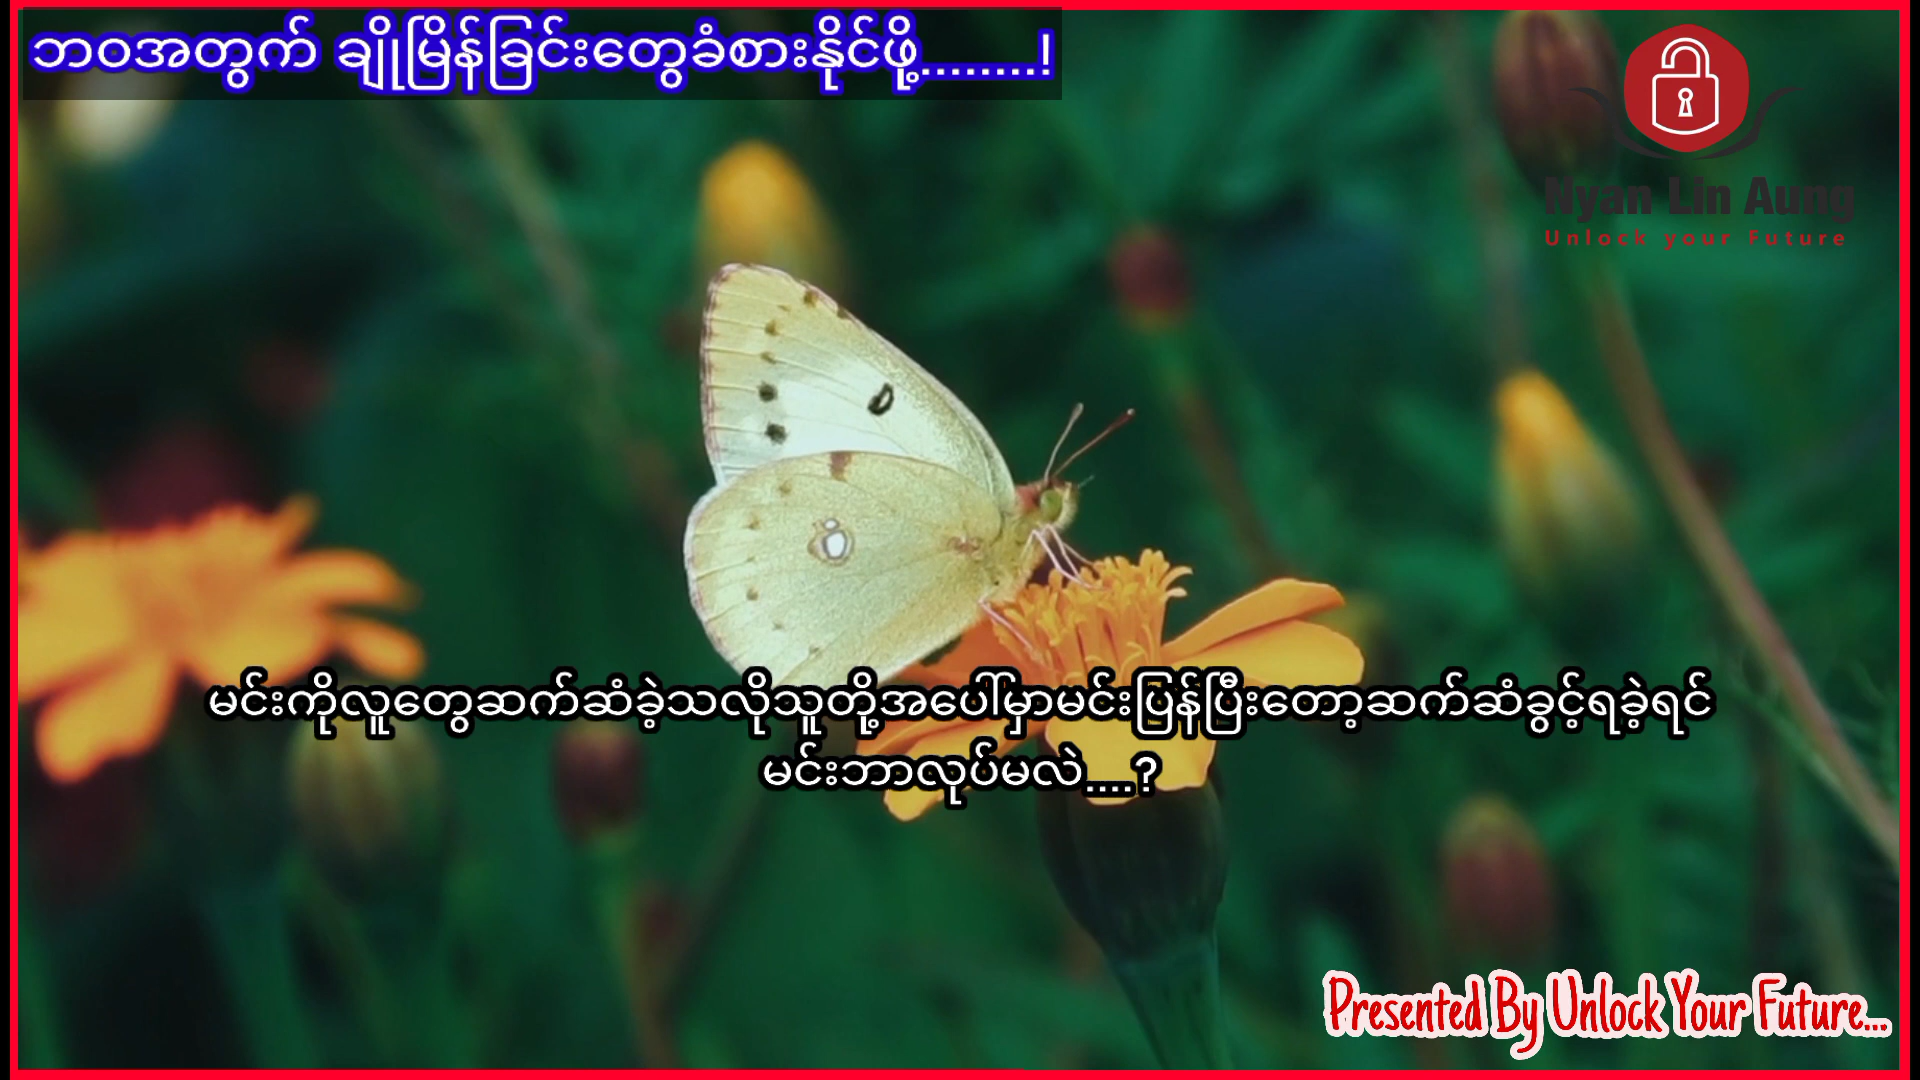 ဘဝအတွက် ချိုမြိန်ခြင်းတွေခံစားနိုင်ဖို့........!
Nyan Lin Aung
Unlock your Future
မင်းကိုလူတွေဆက်ဆံခဲ့သလိုသူတို့အပေါ်မှာမင်းပြန်ပြီးတော့ဆက်ဆံခွင့်ရခဲ့ရင်
မင်းဘာလုပ်မလဲ....?
Presented By Unlock Your Future...